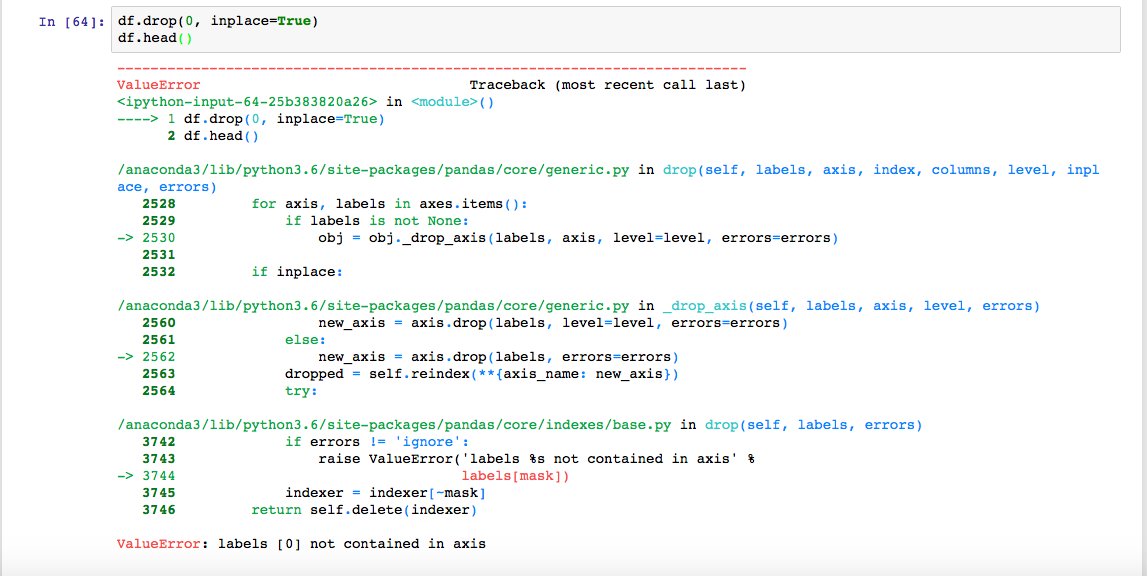 In [64]: df.drop(0, inplace=True)
df.head()
---------------------------------------------------------------------------
ValueError                                Traceback (most recent call last)
<ipython-input-64-25b383820a26> in <module>()
----> 1 df.drop(0, inplace=True)
      2 df.head()
/anaconda3/lib/python3.6/site-packages/pandas/core/generic.py in drop(self, labels, axis, index, columns, level, inpl
ace, errors)
   2528         for axis, labels in axes.items():
   2529             if labels is not None:
-> 2530                 obj = obj._drop_axis(labels, axis, level=level, errors=errors)
   2531
   2532         if inplace:
/anaconda3/lib/python3.6/site-packages/pandas/core/generic.py in _drop_axis(self, labels, axis, level, errors)
   2560                 new_axis = axis.drop(labels, level=level, errors=errors)
   2561             else:
-> 2562                 new_axis = axis.drop(labels, errors=errors)
   2563             dropped = self.reindex(**{axis_name: new_axis})
   2564             try:
/anaconda3/lib/python3.6/site-packages/pandas/core/indexes/base.py in drop(self, labels, errors)
   3742             if errors != 'ignore':
   3743                 raise ValueError('labels %s not contained in axis' %
-> 3744                                  labels[mask])
   3745             indexer = indexer[~mask]
   3746         return self.delete(indexer)
ValueError: labels [0] not contained in axis